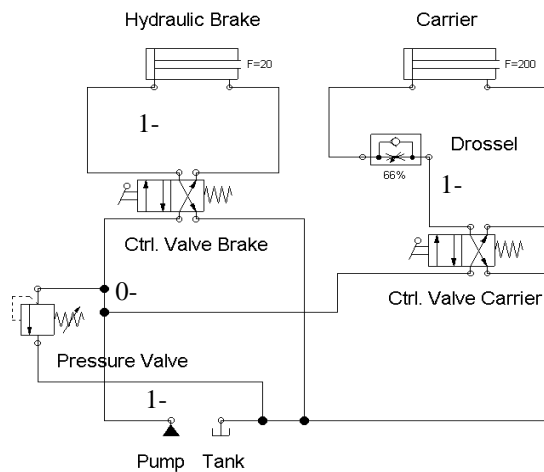 Hydraulic Brake
Carrier
F=20
F=200
1-
Drossel
66%
1-
Ctrl. Valve Brake
0-
Ctrl. Valve Carrier
Pressure Valve
1-
Pump
Tank